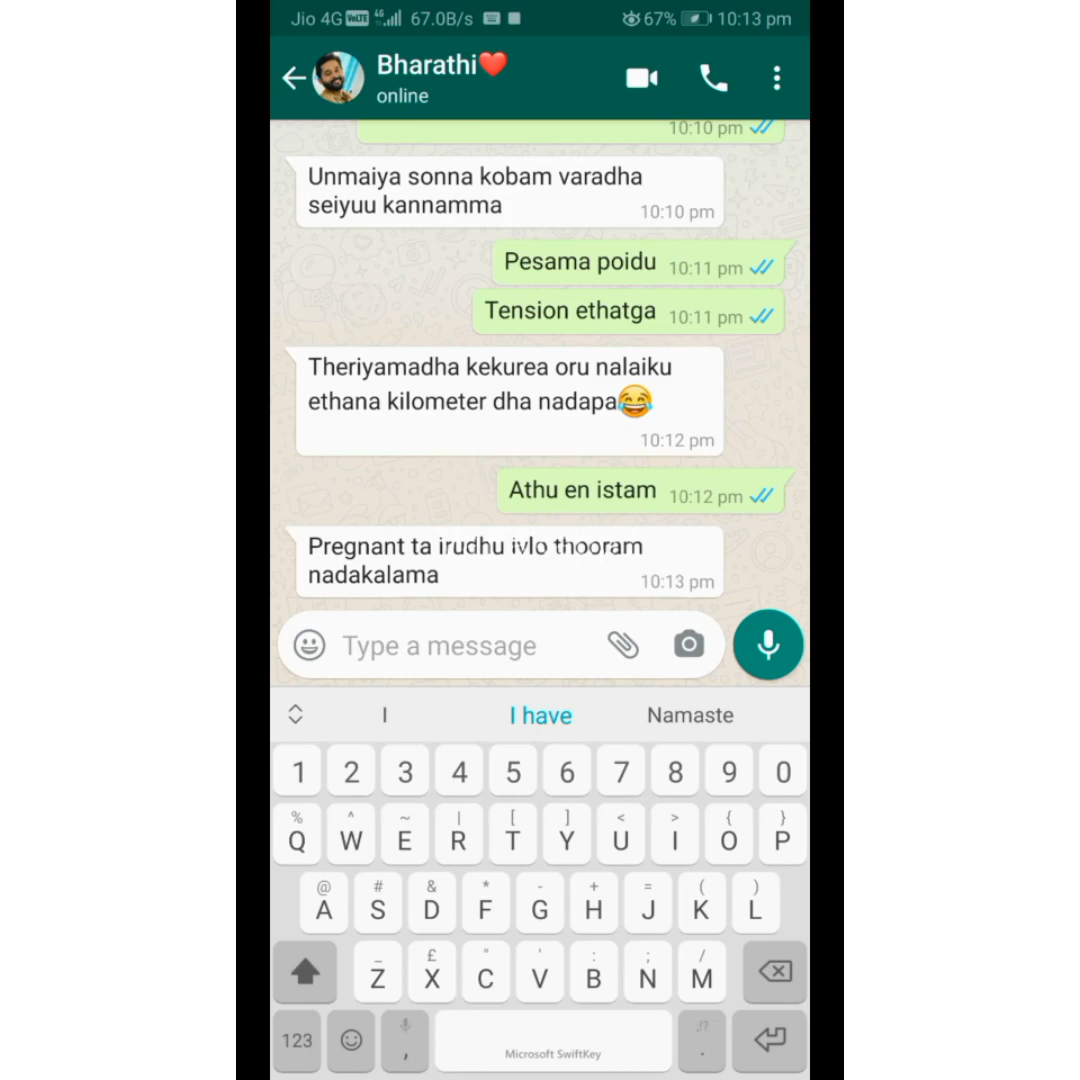 Jio 4G VoLTE 4G 67.0B/s 67% 10:13 pm
Bharathi❤️
online
10:10 pm
Unmaiya sonna kobam varadha
seiyuu kannamma 10:10 pm
Pesama poidu 10:11 pm
Tension ethatga 10:11 pm
Theriyamadha kekurea oru nalaiku
ethana kilometer dha nadapa😂
10:12 pm
Athu en istam 10:12 pm
Pregnant ta irudhu ivlo thooram
nadakalama 10:13 pm
Type a message
I I have Namaste
1 2 3 4 5 6 7 8 9 0
% ^ ~ | [ ] < > { }
Q W E R T Y U I O P
@ # & * - + = ( )
A S D F G H J K L
_ £ " ' : ; /
Z X C V B N M
!?
123 , Microsoft SwiftKey .